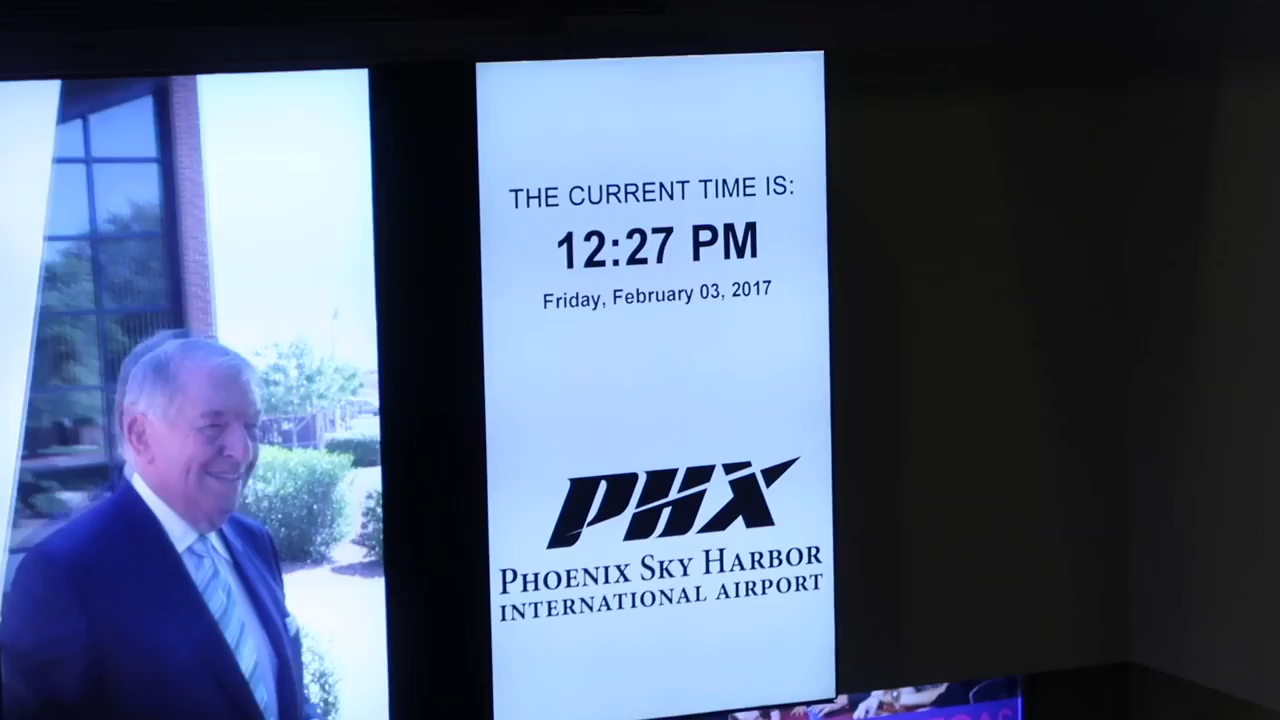 THE CURRENT TIME IS:
12:27 PM
Friday, February 03, 2017
PHX
PHOENIX SKY HARBOR
INTERNATIONAL AIRPORT